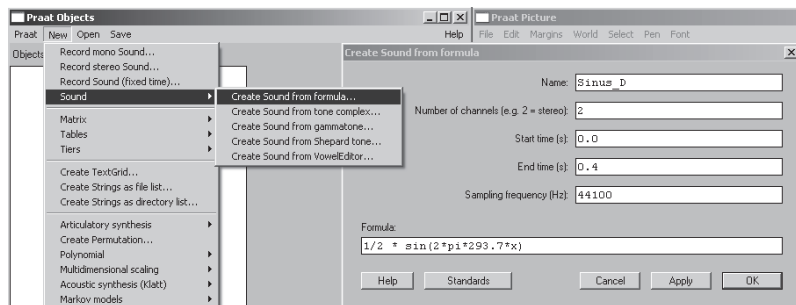 Praat Objects
Praat New Open Save Help
Objects
Record mono Sound...
Record stereo Sound...
Record Sound (fixed time)...
Sound
Matrix
Tables
Tiers
Create TextGrid...
Create Strings as file list...
Create Strings as directory list...
Articulatory synthesis
Create Permutation...
Polynomial
Multidimensional scaling
Acoustic synthesis (Klatt)
Markov models
Create Sound from formula...
Create Sound from tone complex...
Create Sound from gammatone...
Create Sound from Shepard tone...
Create Sound from VowelEditor...
Praat Picture
File Edit Margins World Select Pen Font
Create Sound from formula
Name: Sinus_D
Number of channels (e.g. 2 = stereo): 2
Start time (s): 0.0
End time (s): 0.4
Sampling frequency (Hz): 44100
Formula:
1/2 * sin(2*pi*293.7*x)
Help Standards Cancel Apply OK